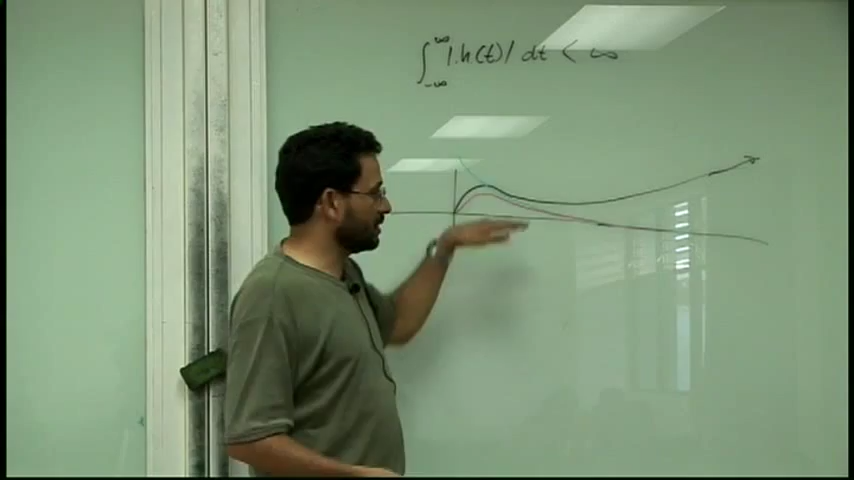 ∫_{-∞}^{∞} |h(t)| dt < ∞